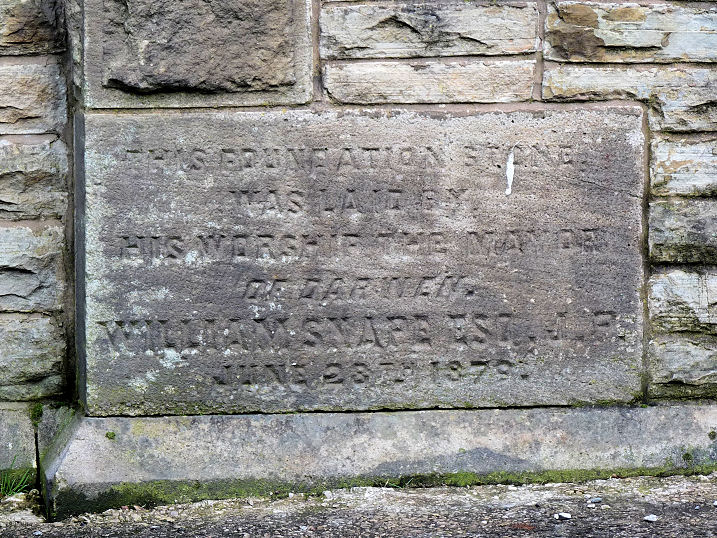 THIS FOUNDATION STONE
WAS LAID BY
HIS WORSHIP THE MAYOR
OF DARWEN.
WILLIAM SNAPE ESQ., J.P.
JUNE 28TH 1879.